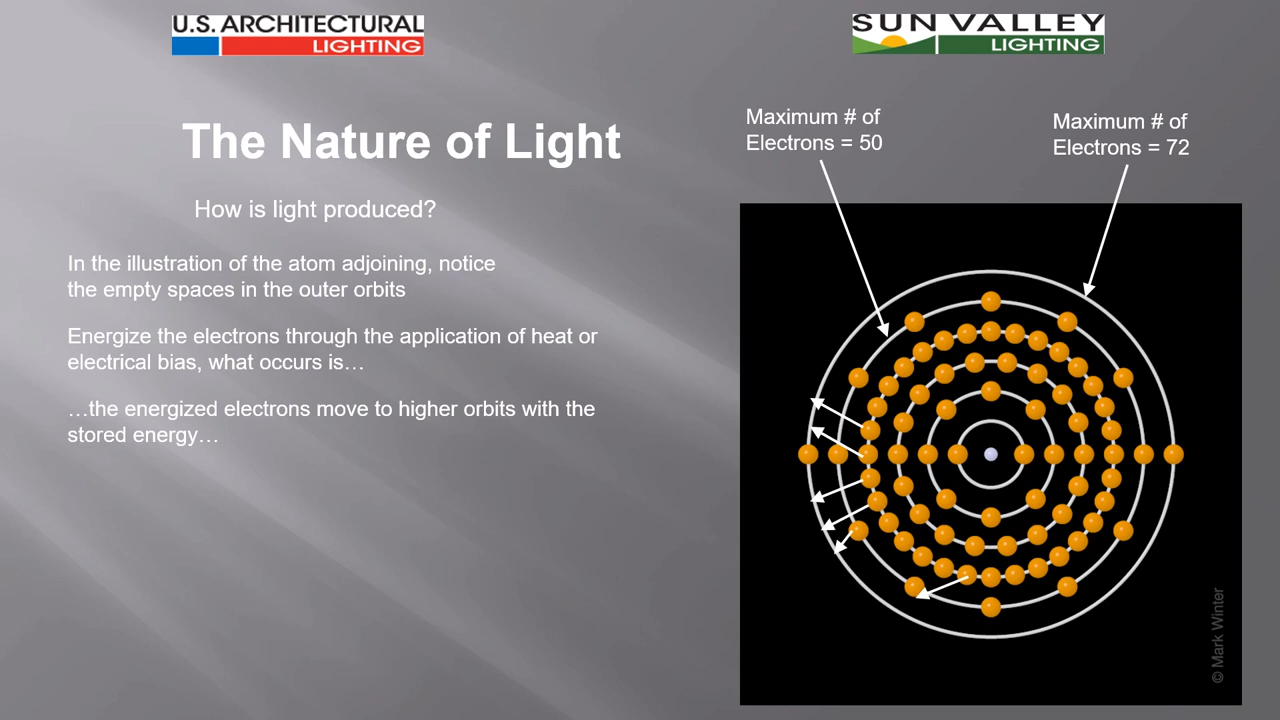 U.S. ARCHITECTURAL
LIGHTING
SUN VALLEY
LIGHTING
The Nature of Light
How is light produced?
In the illustration of the atom adjoining, notice
the empty spaces in the outer orbits
Energize the electrons through the application of heat or
electrical bias, what occurs is…
…the energized electrons move to higher orbits with the
stored energy…
Maximum # of
Electrons = 50
Maximum # of
Electrons = 72
© Mark Winter